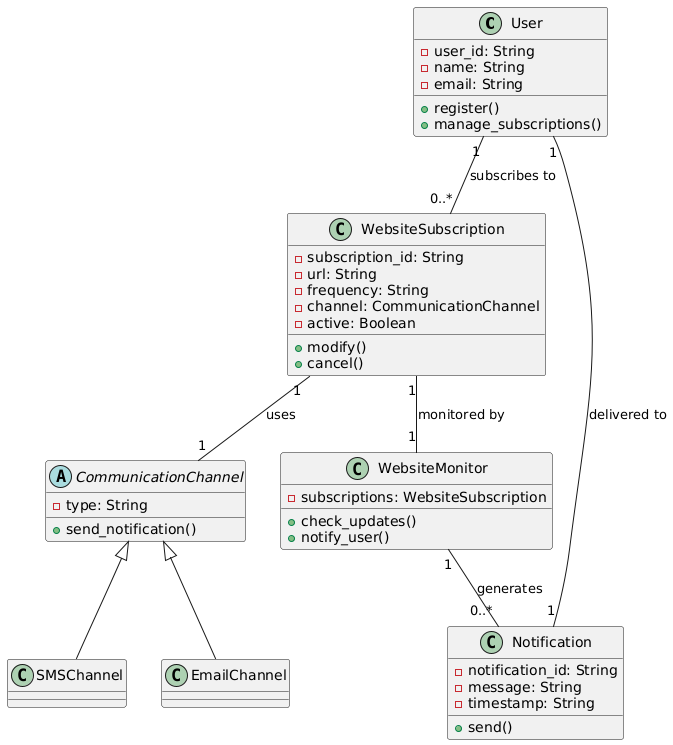 C User
user_id: String
name: String
email: String
register()
manage_subscriptions()
1
1
subscribes to
0..*
C WebsiteSubscription
subscription_id: String
url: String
frequency: String
channel: CommunicationChannel
active: Boolean
modify()
cancel()
1
1
uses
monitored by
delivered to
1
1
A CommunicationChannel
type: String
send_notification()
C WebsiteMonitor
subscriptions: WebsiteSubscription
check_updates()
notify_user()
1
generates
0..*
1
C SMSChannel
C EmailChannel
C Notification
notification_id: String
message: String
timestamp: String
send()